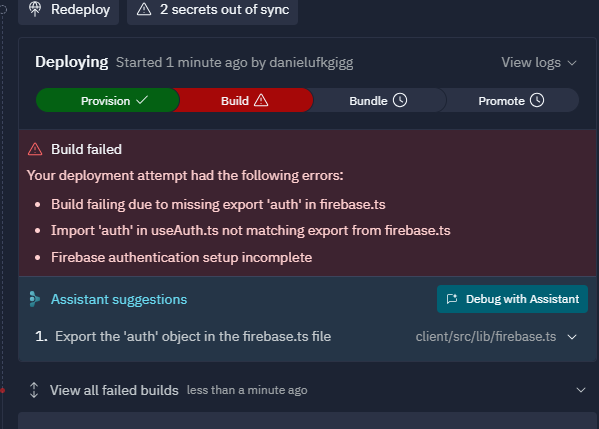 Redeploy 2 secrets out of sync
Deploying Started 1 minute ago by danielufkgigg View logs
Provision Build Bundle Promote
Build failed
Your deployment attempt had the following errors:
• Build failing due to missing export 'auth' in firebase.ts
• Import 'auth' in useAuth.ts not matching export from firebase.ts
• Firebase authentication setup incomplete
Assistant suggestions Debug with Assistant
1. Export the 'auth' object in the firebase.ts file client/src/lib/firebase.ts
View all failed builds less than a minute ago